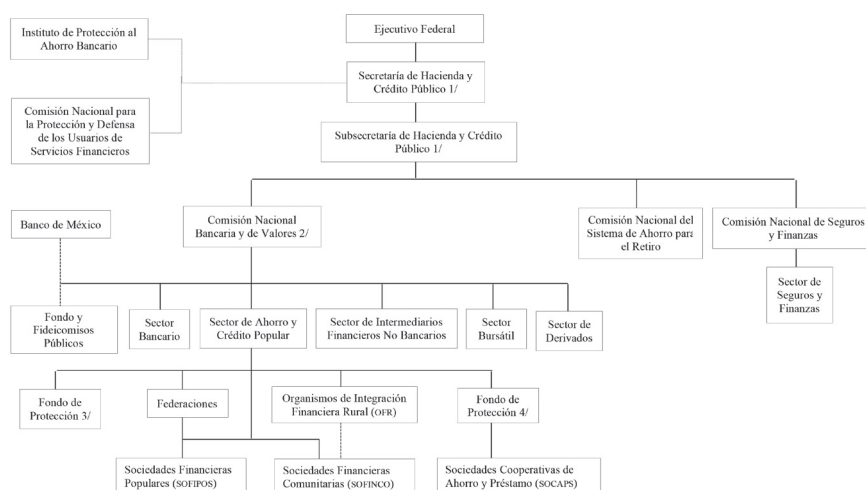 Instituto de Protección al
Ahorro Bancario
Ejecutivo Federal
Secretaría de Hacienda y
Crédito Público 1/
Comisión Nacional para
la Protección y Defensa
de los Usuarios de
Servicios Financieros
Subsecretaría de Hacienda y Crédito
Público 1/
Banco de México
Comisión Nacional
Bancaria y de Valores 2/
Comisión Nacional del
Sistema de Ahorro para
el Retiro
Comisión Nacional de Seguros
y Finanzas
Sector de
Seguros y
Finanzas
Fondo y
Fideicomisos
Públicos
Sector
Bancario
Sector de Ahorro y
Crédito Popular
Sector de Intermediarios
Financieros No Bancarios
Sector
Bursátil
Sector de
Derivados
Fondo de
Protección 3/
Federaciones
Organismos de Integración
Financiera Rural (OFR)
Fondo de
Protección 4/
Sociedades Financieras
Populares (SOFIPOS)
Sociedades Financieras
Comunitarias (SOFINCO)
Sociedades Cooperativas de
Ahorro y Préstamo (SOCAPS)